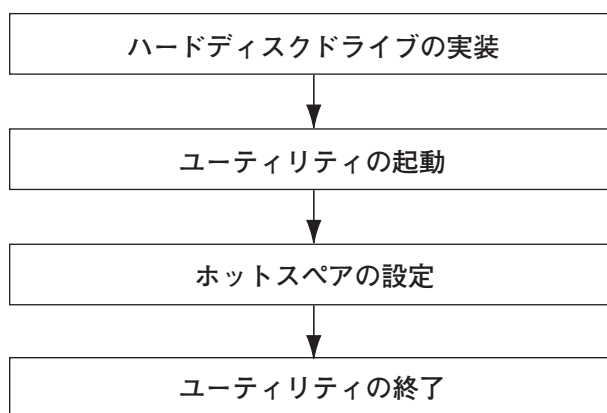 ハードディスクドライブの実装
ユーティリティの起動
ホットスペアの設定
ユーティリティの終了